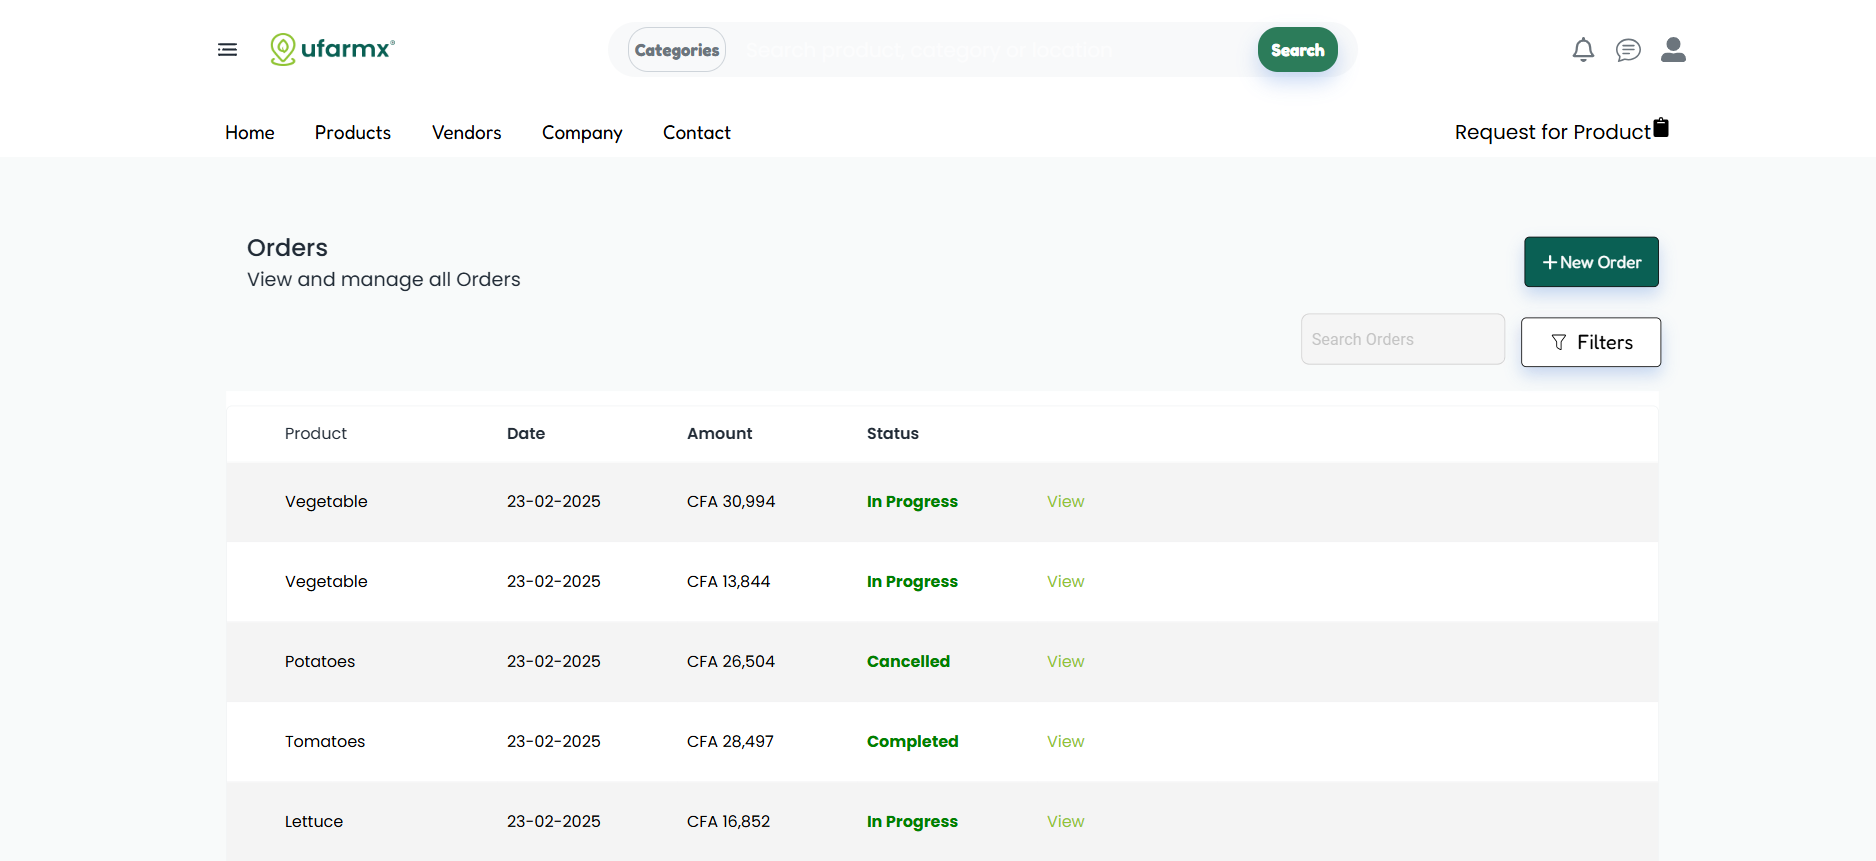 ufarmx®
Categories Search product, category or location Search
Home Products Vendors Company Contact Request for Product
Orders
View and manage all Orders
+ New Order
Search Orders Filters
Product Date Amount Status
Vegetable 23-02-2025 CFA 30,994 In Progress View
Vegetable 23-02-2025 CFA 13,844 In Progress View
Potatoes 23-02-2025 CFA 26,504 Cancelled View
Tomatoes 23-02-2025 CFA 28,497 Completed View
Lettuce 23-02-2025 CFA 16,852 In Progress View